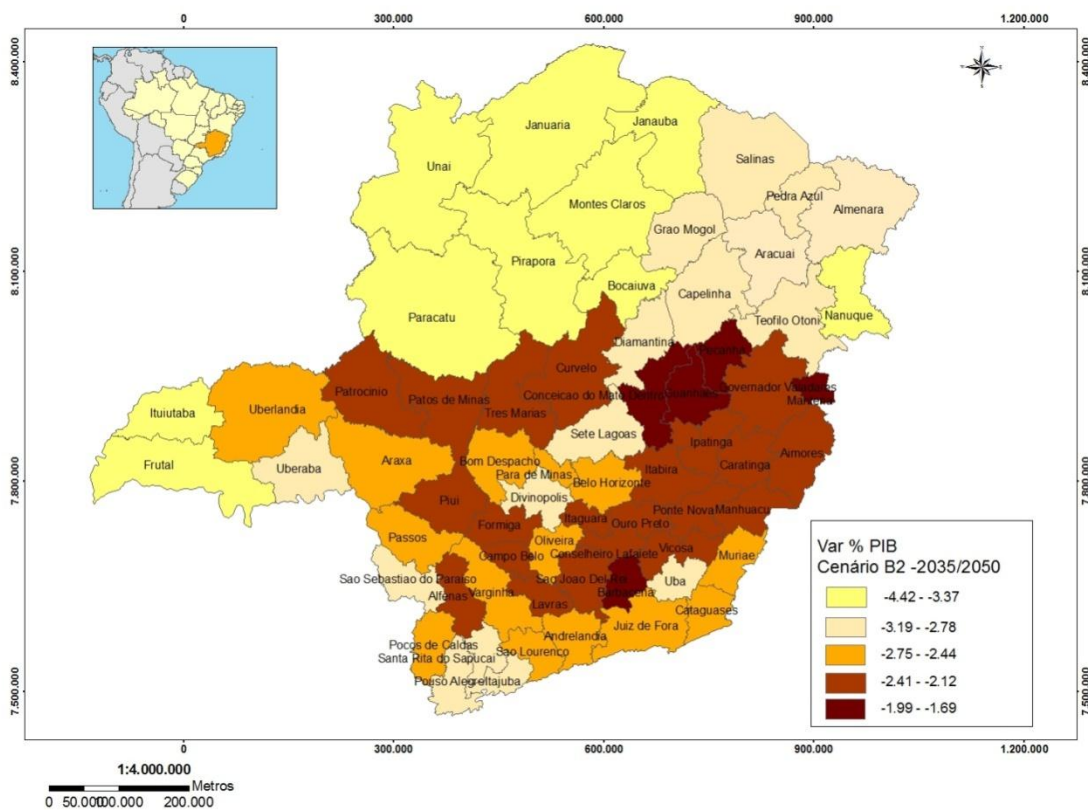 0 300.000 600.000 900.000 1.200.000
8.400.000 8.400.000
Januaria
Janauba
Unai
Salinas
Pedra Azul
Almenara
Montes Claros
Grao Mogol
Aracuai
Pirapora
8.100.000 8.100.000
Bocaiuva
Capelinha
Paracatu
Teofilo Otoni
Nanuque
Diamantina
Pecanha
Curvelo
Patrocinio
Conceicao do Mato Dentro
Guanhaes
Governador Valadares
Mantena
Patos de Minas
Tres Marias
Ituiutaba
Uberlandia
Sete Lagoas
Ipatinga
Aimores
Frutal
Uberaba
Araxa
Bom Despacho
Itabira
Caratinga
7.800.000 7.800.000
Para de Minas
Belo Horizonte
Divinopolis
Piui
Ponte Nova
Manhuacu
Formiga
Itaguara
Ouro Preto
Passos
Oliveira
Campo Belo
Conselheiro Lafaiete
Vicosa
Muriae
Sao Sebastiao do Paraiso
Sao Joao Del Rei
Uba
Alfenas
Varginha
Lavras
Barbacena
Cataguases
Juiz de Fora
Andrelandia
Pocos de Caldas
Sao Lourenco
Santa Rita do Sapucai
Pouso Alegre
Itajuba
7.500.000 7.500.000
Var % PIB
Cenário B2 -2035/2050
-4.42 - -3.37
-3.19 - -2.78
-2.75 - -2.44
-2.41 - -2.12
-1.99 - -1.69
0 300.000 600.000 900.000 1.200.000
1:4.000.000
Metros
0 50.000 100.000 200.000